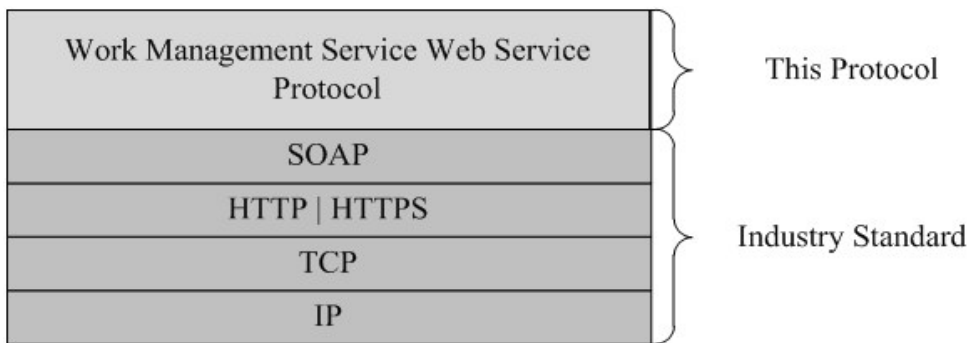 Work Management Service Web Service
Protocol
This Protocol
SOAP
HTTP | HTTPS
TCP
IP
Industry Standard